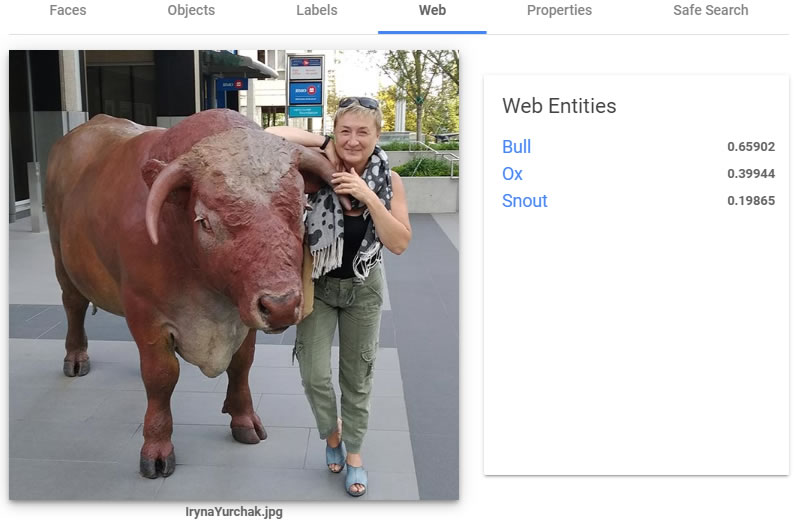 Faces Objects Labels Web Properties Safe Search
Web Entities
Bull 0.65902
Ox 0.39944
Snout 0.19865
IrynaYurchak.jpg